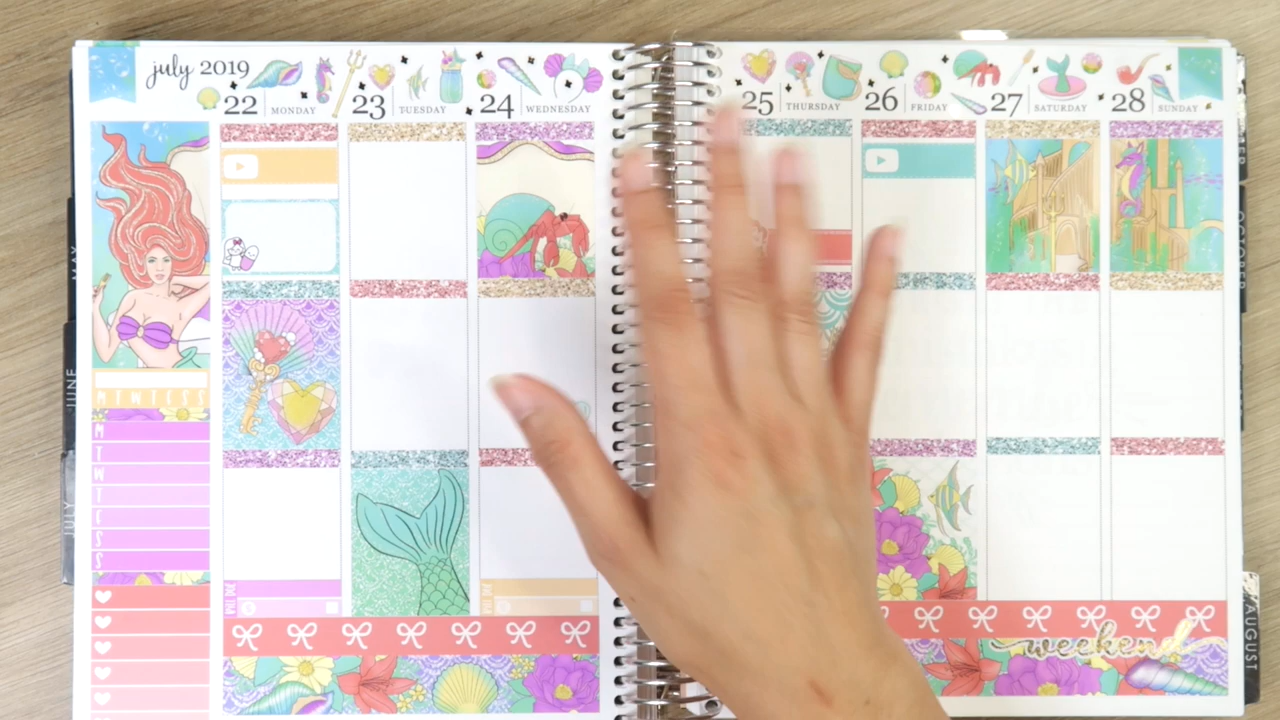 july 2019
22 MONDAY 23 TUESDAY 24 WEDNESDAY 25 THURSDAY 26 FRIDAY 27 SATURDAY 28 SUNDAY
M T W T F S S
M
T
W
T
F
S
S
weekend
MAY
JUNE
JULY
OCTOBER
AUGUST